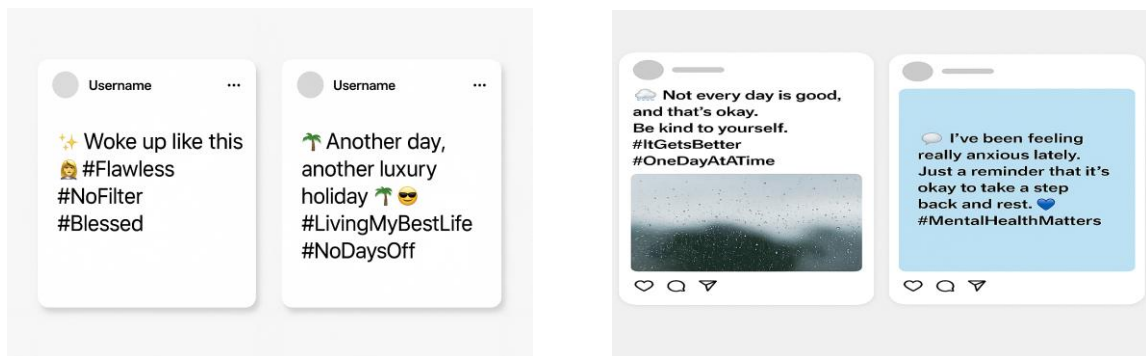 Username
...
✨ Woke up like this
👩 #Flawless
#NoFilter
#Blessed
Username
...
🌴 Another day,
another luxury
holiday 🌴 😎
#LivingMyBestLife
#NoDaysOff
🌧️ Not every day is good,
and that's okay.
Be kind to yourself.
#ItGetsBetter
#OneDayAtATime
💬 I've been feeling
really anxious lately.
Just a reminder that it's
okay to take a step
back and rest. 💙
#MentalHealthMatters